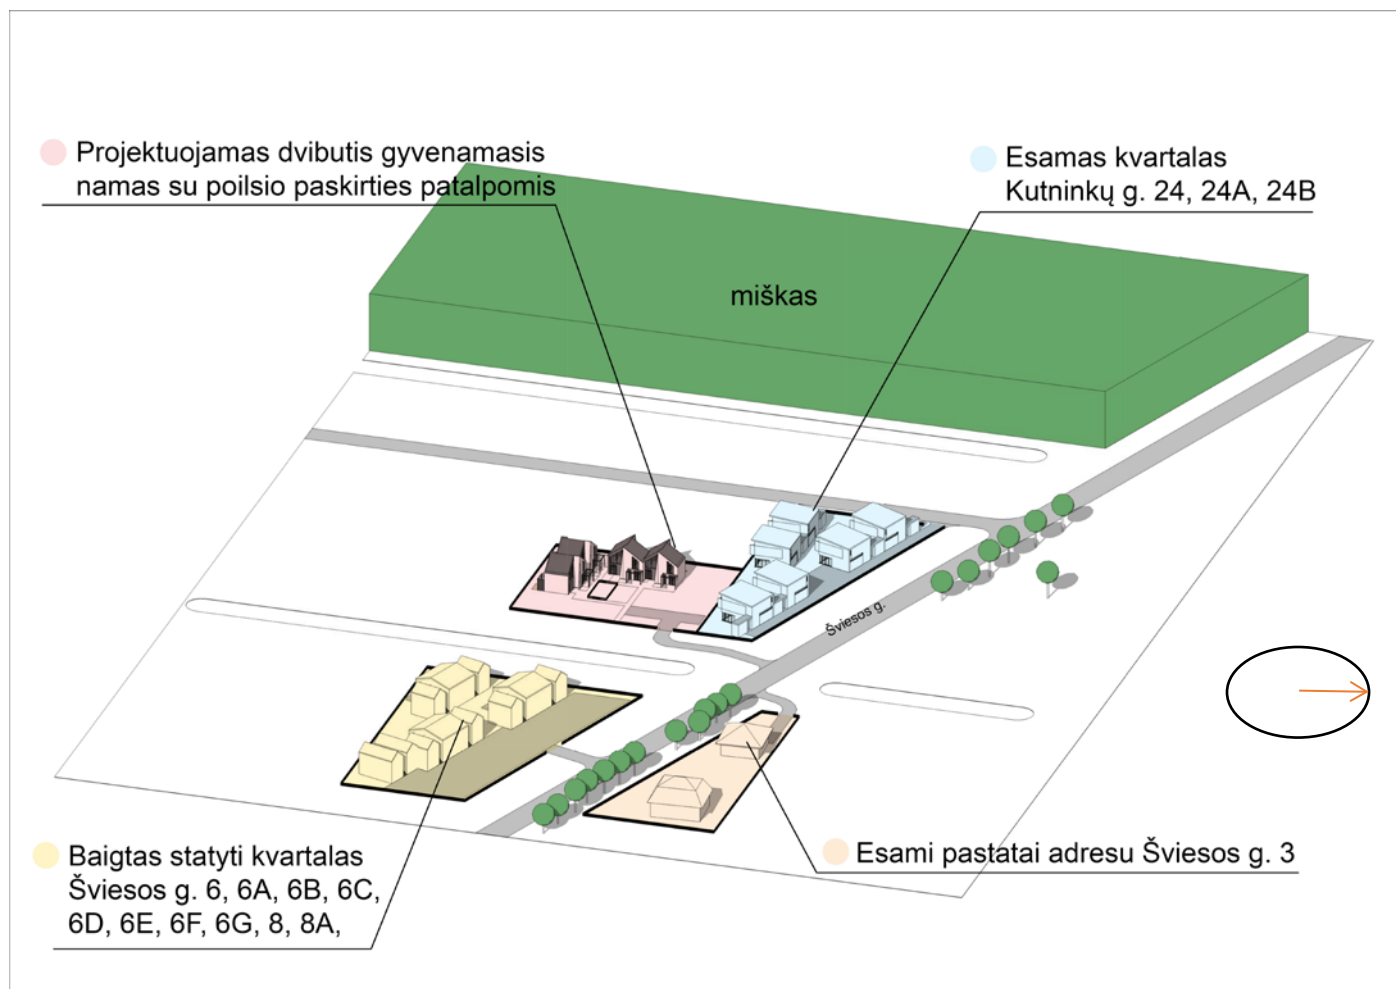 Projektuojamas dvibutis gyvenamasis
namas su poilsio paskirties patalpomis
Esamas kvartalas
Kutninkų g. 24, 24A, 24B
miškas
Šviesos g.
Baigtas statyti kvartalas
Šviesos g. 6, 6A, 6B, 6C,
6D, 6E, 6F, 6G, 8, 8A,
Esami pastatai adresu Šviesos g. 3